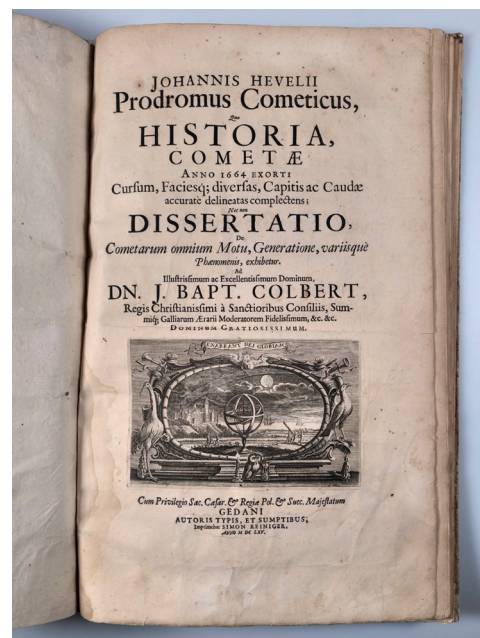 JOHANNIS HEVELII
Prodromus Cometicus,
Quo
HISTORIA,
COMETÆ
ANNO 1664 EXORTI
Cursum, Faciesq; diversas, Capitis ac Caudæ
accuratè delineatas complectens;
Nec non
DISSERTATIO,
De
Cometarum omnium Motu, Generatione, variisquè
Phænomenis, exhibetur.
Ad
Illustrissimum ac Excellentissimum Dominum,
DN. J. BAPT. COLBERT,
Regis Christianissimi à Sanctioribus Consiliis, Sum-
miq; Galliarum Ærarii Moderatorem Fidelissimum, &c. &c.
DOMINUM GRATIOSISSIMUM.
ENARRANT DEI GLORIAM
Cum Privilegio Sac. Cæsar. & Regiæ Pol. & Suec. Majestatum
GEDANI
AUTORIS TYPIS, ET SUMPTIBUS;
Imprimebat SIMON REINIGER,
ANNO M DC LXV.